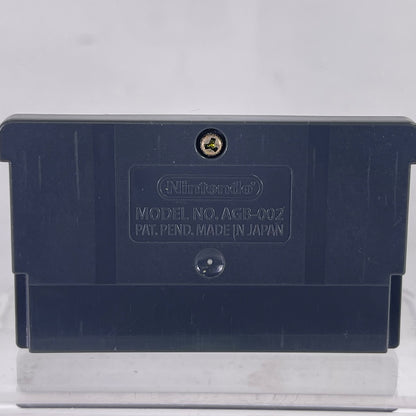 Nintendo®
MODEL NO. AGB-002
PAT. PEND. MADE IN JAPAN